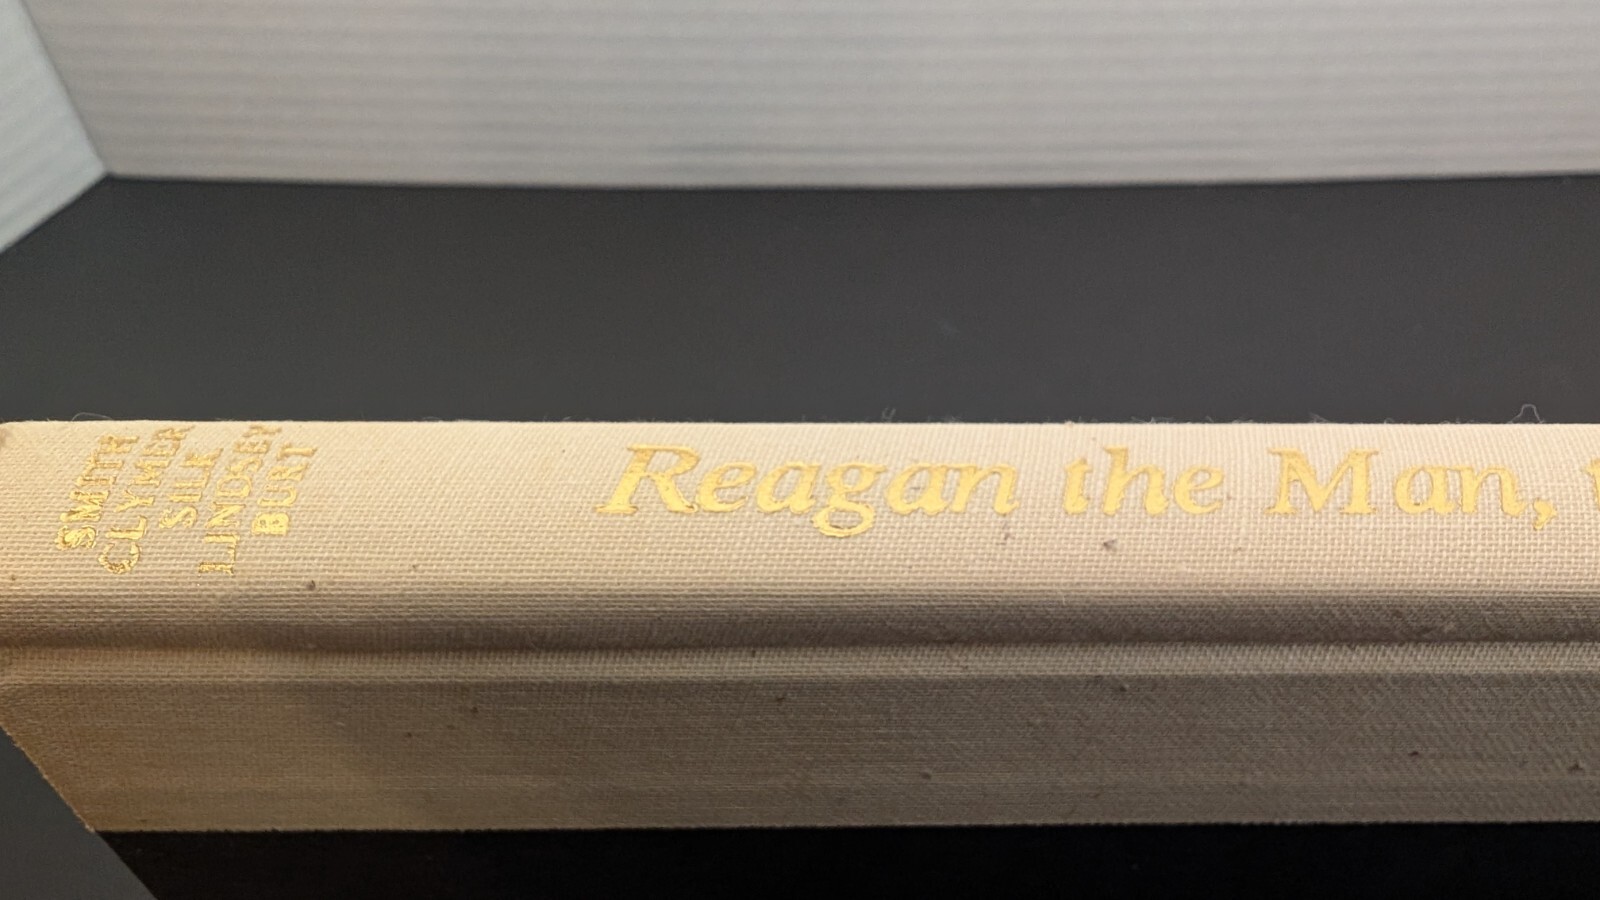 SMITH
CLYMER
SILK
LINDSEY
BURT
Reagan the Man, t